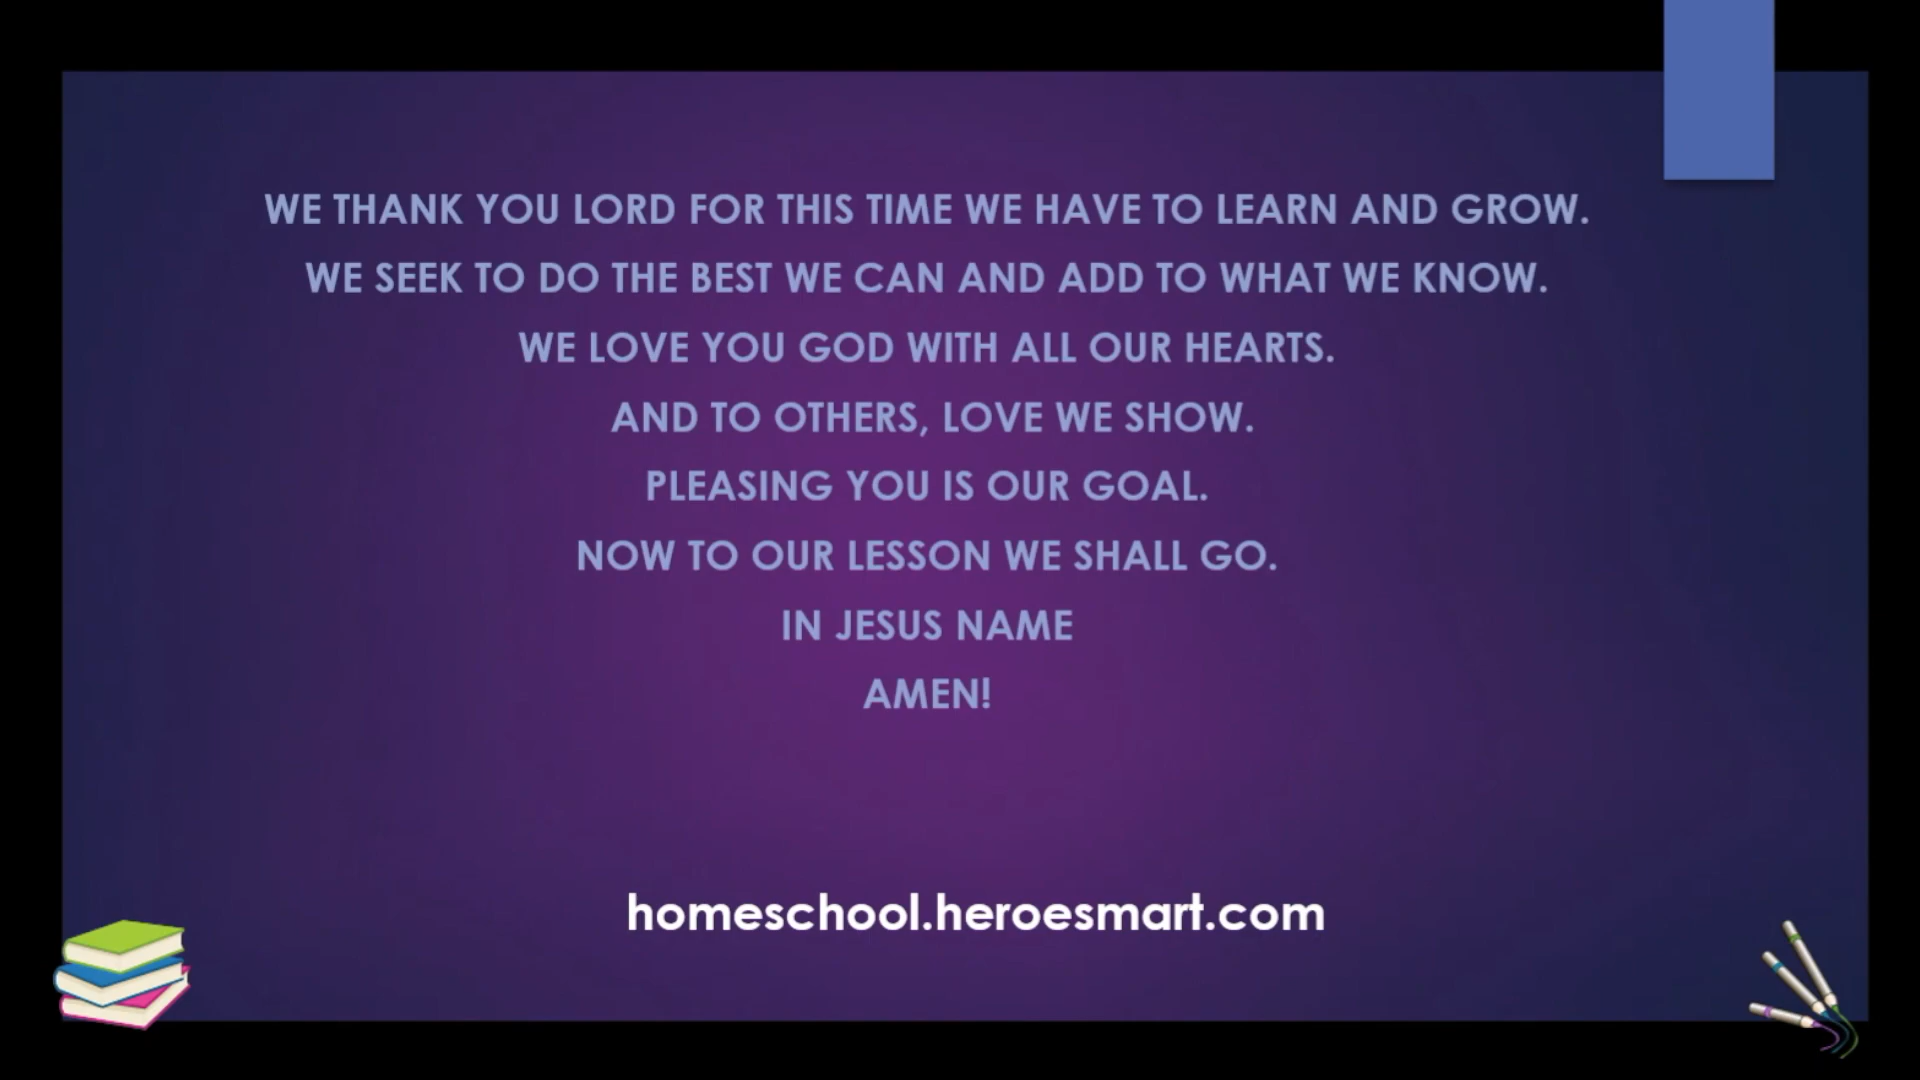 WE THANK YOU LORD FOR THIS TIME WE HAVE TO LEARN AND GROW.
WE SEEK TO DO THE BEST WE CAN AND ADD TO WHAT WE KNOW.
WE LOVE YOU GOD WITH ALL OUR HEARTS.
AND TO OTHERS, LOVE WE SHOW.
PLEASING YOU IS OUR GOAL.
NOW TO OUR LESSON WE SHALL GO.
IN JESUS NAME
AMEN!
homeschool.heroesmart.com